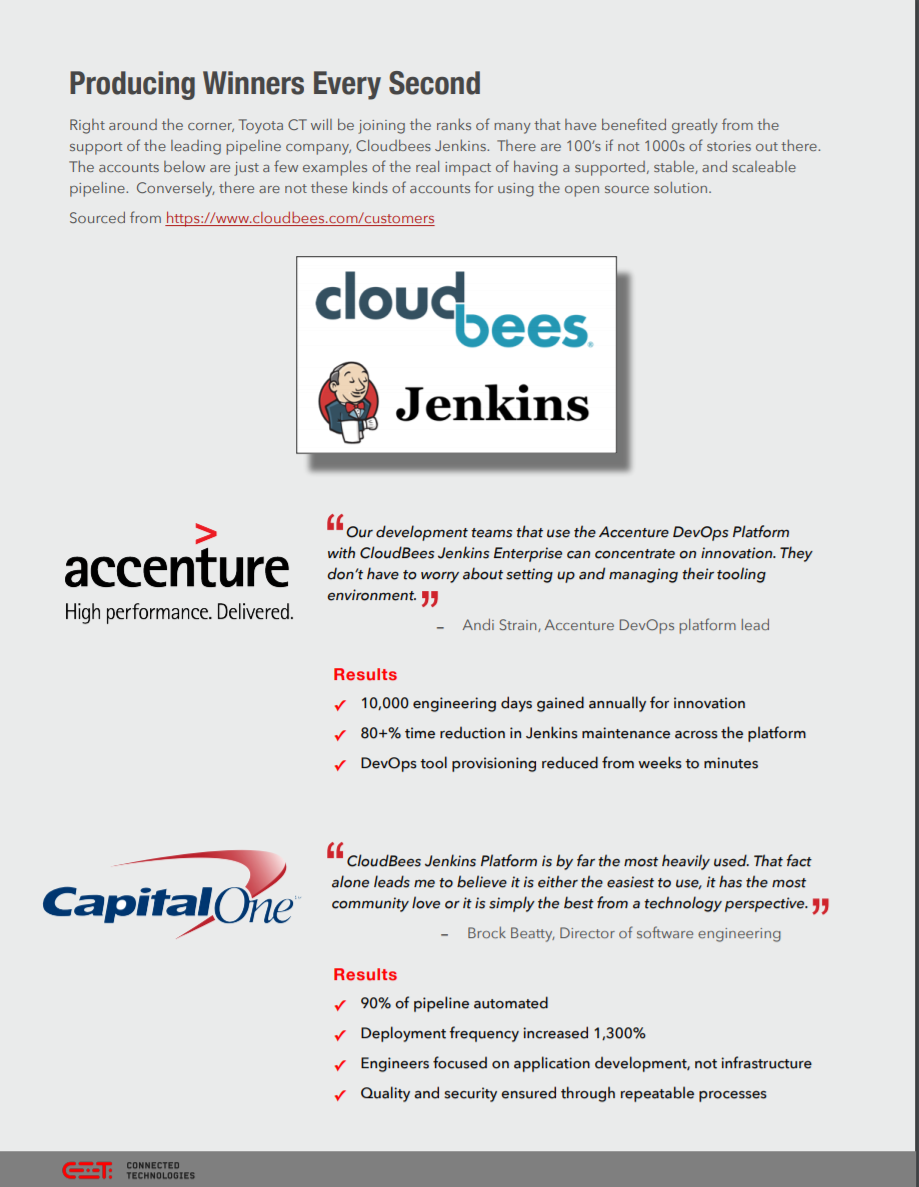 Producing Winners Every Second
Right around the corner, Toyota CT will be joining the ranks of many that have benefited greatly from the
support of the leading pipeline company, Cloudbees Jenkins.  There are 100's if not 1000s of stories out there.
The accounts below are just a few examples of the real impact of having a supported, stable, and scaleable
pipeline.  Conversely, there are not these kinds of accounts for using the open source solution.
Sourced from https://www.cloudbees.com/customers
cloudbees®
Jenkins
accenture
High performance. Delivered.
“Our development teams that use the Accenture DevOps Platform
with CloudBees Jenkins Enterprise can concentrate on innovation. They
don't have to worry about setting up and managing their tooling
environment.”
– Andi Strain, Accenture DevOps platform lead
Results
✓ 10,000 engineering days gained annually for innovation
✓ 80+% time reduction in Jenkins maintenance across the platform
✓ DevOps tool provisioning reduced from weeks to minutes
CapitalOne
“CloudBees Jenkins Platform is by far the most heavily used. That fact
alone leads me to believe it is either the easiest to use, it has the most
community love or it is simply the best from a technology perspective.”
– Brock Beatty, Director of software engineering
Results
✓ 90% of pipeline automated
✓ Deployment frequency increased 1,300%
✓ Engineers focused on application development, not infrastructure
✓ Quality and security ensured through repeatable processes
CONNECTED
TECHNOLOGIES